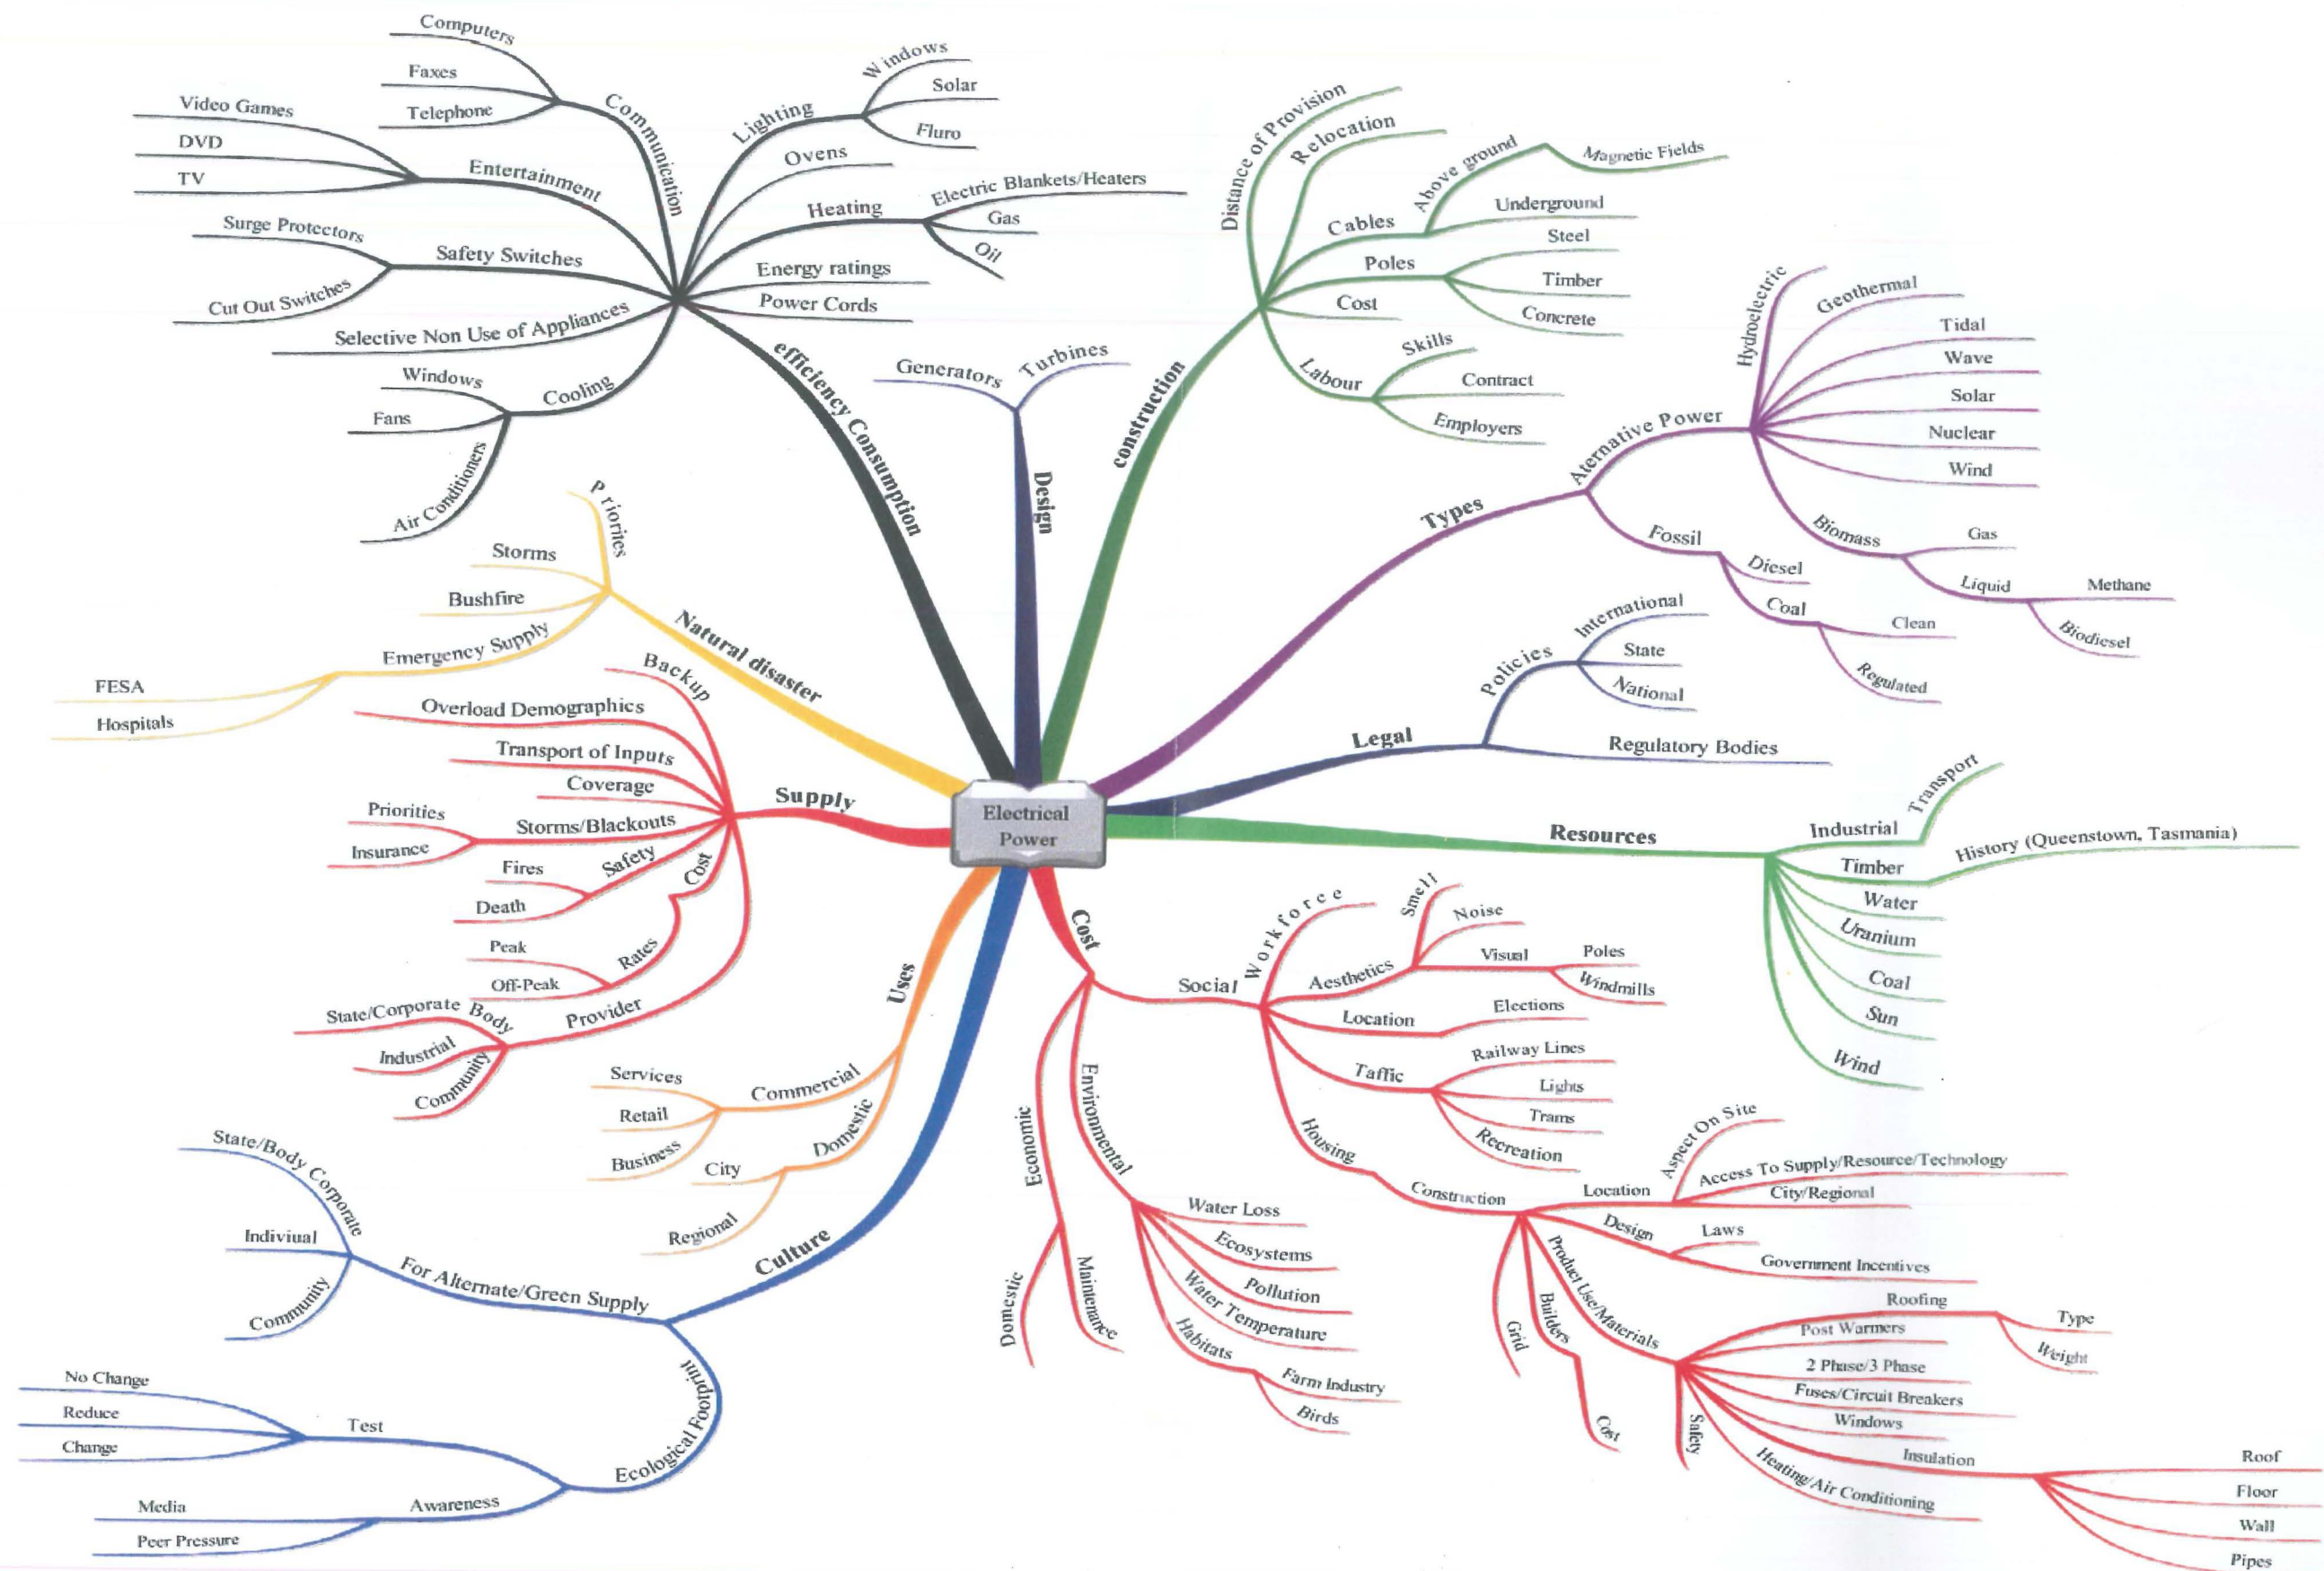 Electrical
Power
efficiency Consumption
Communication
Computers
Faxes
Telephone
Entertainment
Video Games
DVD
TV
Safety Switches
Surge Protectors
Cut Out Switches
Selective Non Use of Appliances
Cooling
Windows
Fans
Air Conditioners
Lighting
Windows
Solar
Fluro
Ovens
Heating
Electric Blankets/Heaters
Gas
Oil
Energy ratings
Power Cords
Design
Generators
Turbines
construction
Distance of Provision
Relocation
Cables
Above ground
Magnetic Fields
Underground
Poles
Steel
Timber
Concrete
Cost
Labour
Skills
Contract
Employers
Types
Aternative Power
Hydroelectric
Geothermal
Tidal
Wave
Solar
Nuclear
Wind
Biomass
Gas
Liquid
Methane
Biodiesel
Fossil
Diesel
Coal
Clean
Regulated
Legal
Policies
International
State
National
Regulatory Bodies
Resources
Industrial
Transport
Timber
History (Queenstown, Tasmania)
Water
Uranium
Coal
Sun
Wind
Cost
Social
Workforce
Aesthetics
Smell
Noise
Visual
Poles
Windmills
Location
Elections
Taffic
Railway Lines
Lights
Trams
Recreation
Housing
Construction
Location
Aspect On Site
Access To Supply/Resource/Technology
City/Regional
Design
Laws
Government Incentives
Product Use/Materials
Roofing
Type
Weight
Post Warmers
2 Phase/3 Phase
Fuses/Circuit Breakers
Windows
Insulation
Roof
Floor
Wall
Pipes
Heating/Air Conditioning
Safety
Builders
Cost
Grid
Environmental
Water Loss
Ecosystems
Pollution
Water Temperature
Habitats
Farm Industry
Birds
Economic
Maintenance
Domestic
Culture
For Alternate/Green Supply
State/Body Corporate
Indiviual
Community
Ecological Footprint
Test
No Change
Reduce
Change
Awareness
Media
Peer Pressure
Uses
Commercial
Services
Retail
Business
Domestic
City
Regional
Supply
Backup
Overload Demographics
Transport of Inputs
Coverage
Storms/Blackouts
Priorities
Insurance
Safety
Fires
Death
Cost
Rates
Peak
Off-Peak
Provider
State/Corporate Body
Industrial
Community
Natural disaster
Priorites
Storms
Bushfire
Emergency Supply
FESA
Hospitals